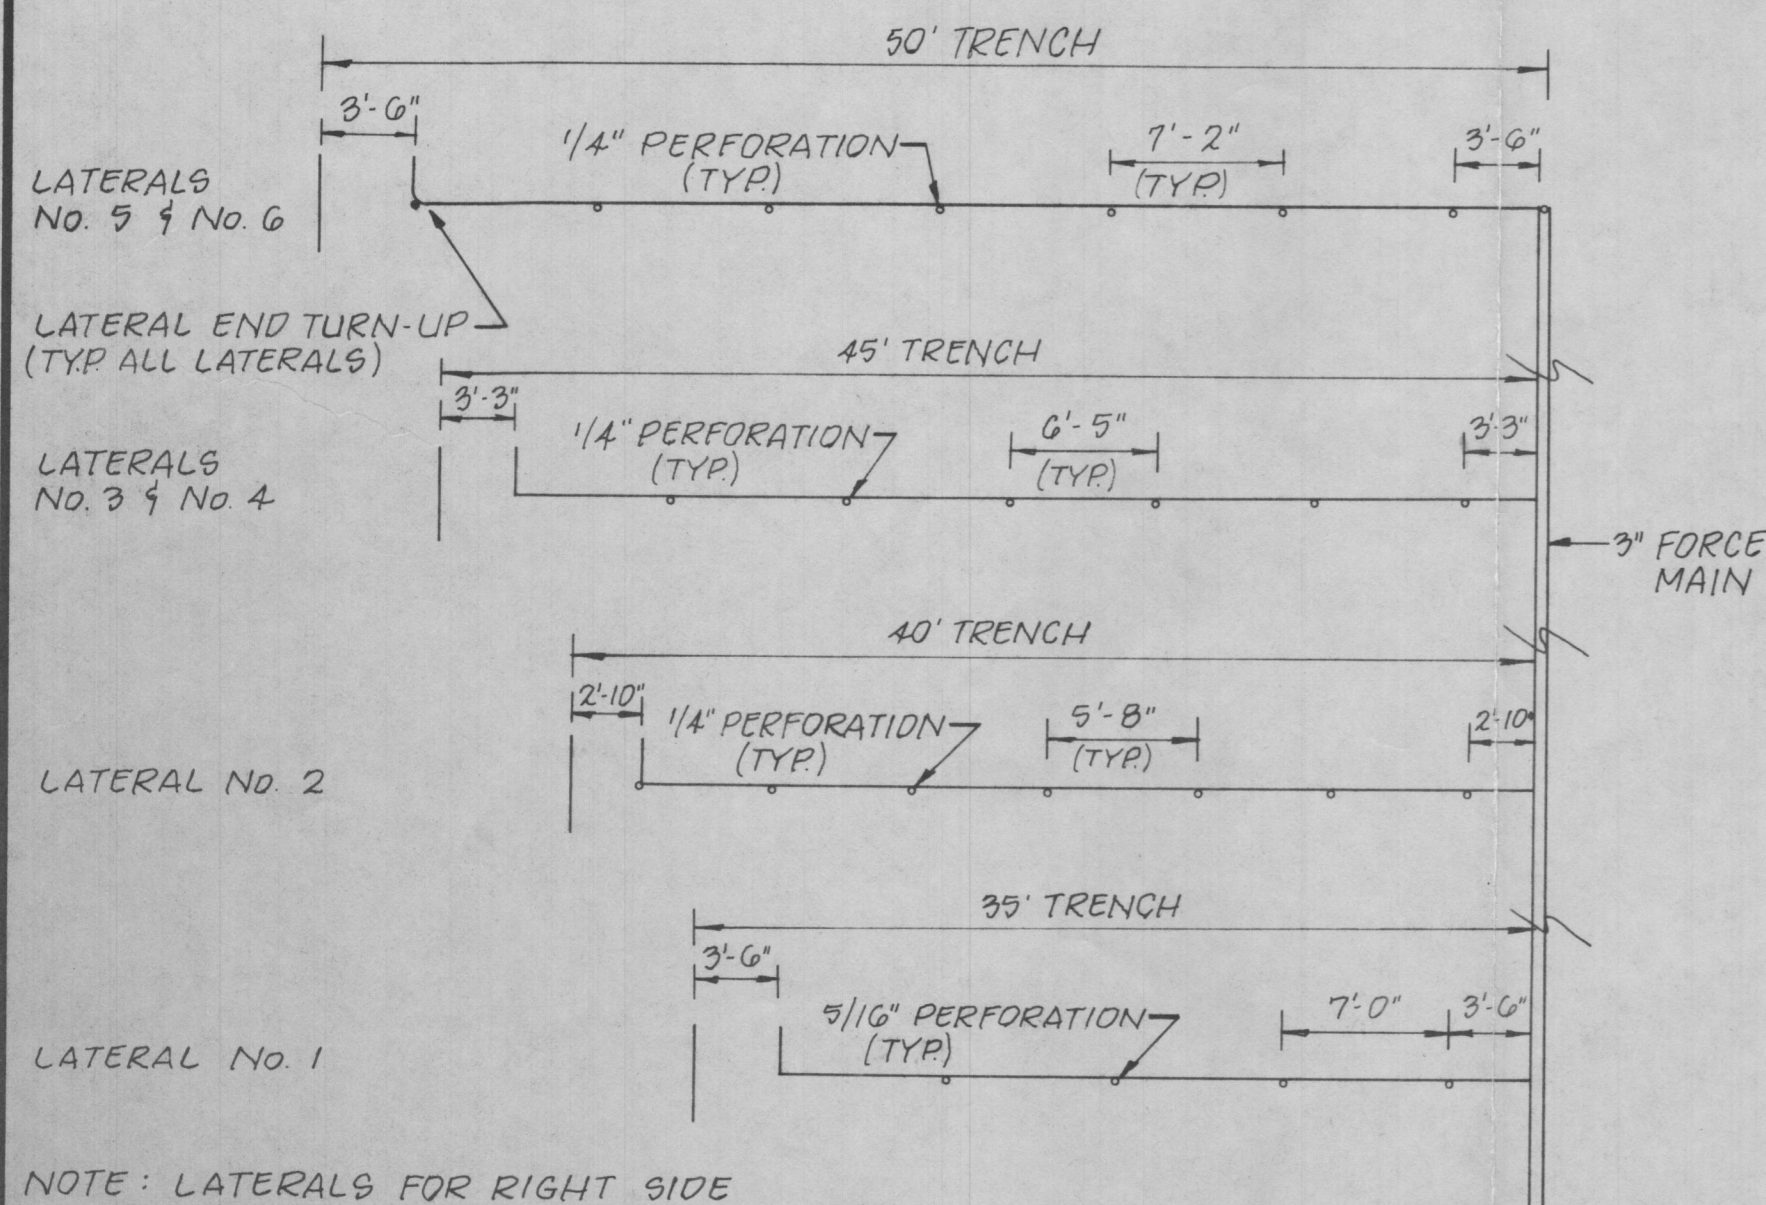 50' TRENCH
3'-6"
1/4" PERFORATION
(TYP.)
7'-2"
(TYP.)
3'-6"
LATERALS
NO. 5 & NO. 6
LATERAL END TURN-UP
(TYP. ALL LATERALS)
45' TRENCH
3'-3"
1/4" PERFORATION
(TYP.)
6'-5"
(TYP.)
3'-3"
LATERALS
NO. 3 & NO. 4
3" FORCE
MAIN
40' TRENCH
2'-10"
1/4" PERFORATION
(TYP.)
5'-8"
(TYP.)
2'-10"
LATERAL NO. 2
35' TRENCH
3'-6"
5/16" PERFORATION
(TYP.)
7'-0"
3'-6"
LATERAL NO. 1
NOTE: LATERALS FOR RIGHT SIDE